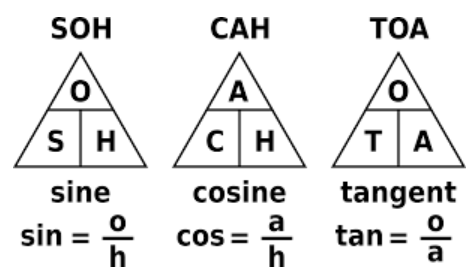 SOH CAH TOA
O A O
S H C H T A
sine cosine tangent
sin = o/h cos = a/h tan = o/a